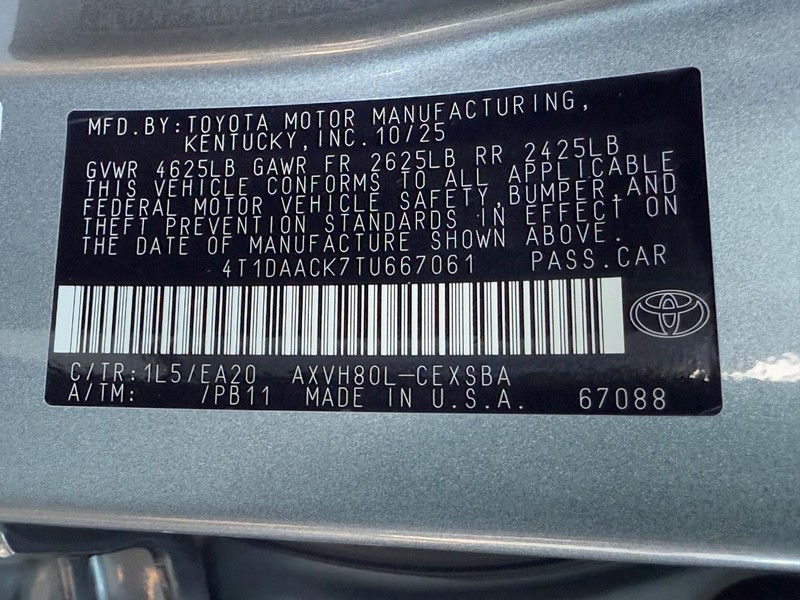 MFD.BY:TOYOTA MOTOR MANUFACTURING,
KENTUCKY,INC.10/25
GVWR 4625LB GAWR FR 2625LB RR 2425LB
THIS VEHICLE CONFORMS TO ALL APPLICABLE
FEDERAL MOTOR VEHICLE SAFETY,BUMPER,AND
THEFT PREVENTION STANDARDS IN EFFECT ON
THE DATE OF MANUFACTURE SHOWN ABOVE.
4T1DAACK7TU667061 PASS.CAR
C/TR:1L5/EA20 AXVH80L-CEXSBA
A/TM: /PB11 MADE IN U.S.A. 67088